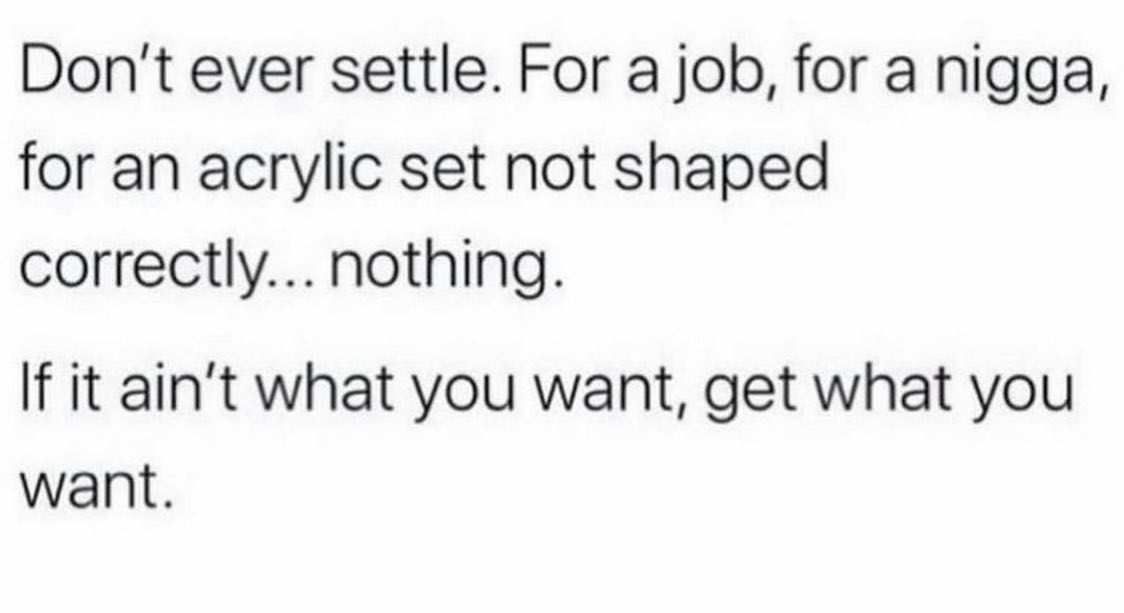 Don't ever settle. For a job, for a nigga,
for an acrylic set not shaped
correctly... nothing.
If it ain't what you want, get what you
want.